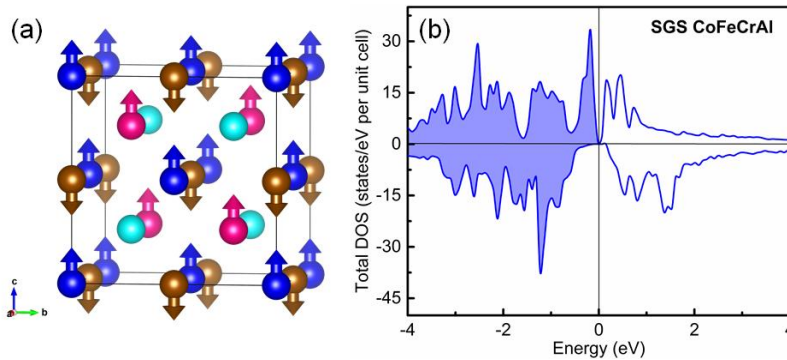 (a)
c
a
b
(b)
SGS CoFeCrAl
Total DOS (states/eV per unit cell)
30
15
0
-15
-30
-45
-4
-2
0
2
4
Energy (eV)